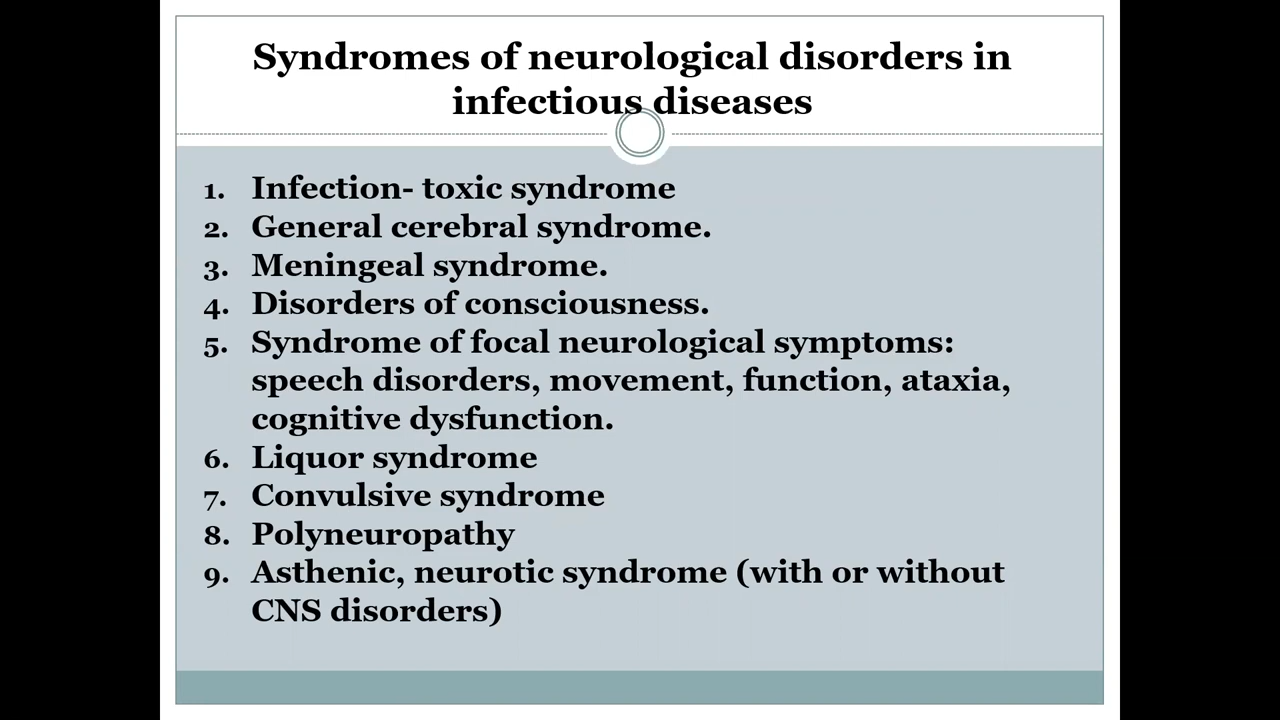 Syndromes of neurological disorders in
infectious diseases
1. Infection- toxic syndrome
2. General cerebral syndrome.
3. Meningeal syndrome.
4. Disorders of consciousness.
5. Syndrome of focal neurological symptoms:
speech disorders, movement, function, ataxia,
cognitive dysfunction.
6. Liquor syndrome
7. Convulsive syndrome
8. Polyneuropathy
9. Asthenic, neurotic syndrome (with or without
CNS disorders)